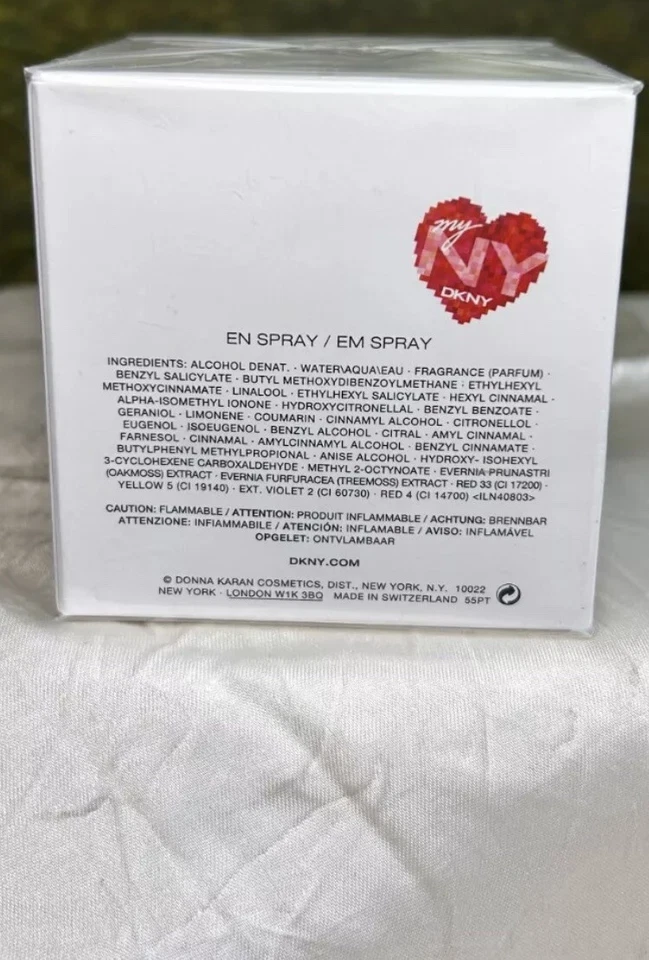 my
NY
DKNY
EN SPRAY / EM SPRAY
INGREDIENTS: ALCOHOL DENAT. · WATER\AQUA\EAU · FRAGRANCE (PARFUM) ·
BENZYL SALICYLATE · BUTYL METHOXYDIBENZOYLMETHANE · ETHYLHEXYL
METHOXYCINNAMATE · LINALOOL · ETHYLHEXYL SALICYLATE · HEXYL CINNAMAL ·
ALPHA-ISOMETHYL IONONE · HYDROXYCITRONELLAL · BENZYL BENZOATE ·
GERANIOL · LIMONENE · COUMARIN · CINNAMYL ALCOHOL · CITRONELLOL ·
EUGENOL · ISOEUGENOL · BENZYL ALCOHOL · CITRAL · AMYL CINNAMAL ·
FARNESOL · CINNAMAL · AMYLCINNAMYL ALCOHOL · BENZYL CINNAMATE ·
BUTYLPHENYL METHYLPROPIONAL · ANISE ALCOHOL · HYDROXY- ISOHEXYL
3-CYCLOHEXENE CARBOXALDEHYDE · METHYL 2-OCTYNOATE · EVERNIA PRUNASTRI
(OAKMOSS) EXTRACT · EVERNIA FURFURACEA (TREEMOSS) EXTRACT · RED 33 (CI 17200) ·
YELLOW 5 (CI 19140) · EXT. VIOLET 2 (CI 60730) · RED 4 (CI 14700) <ILN40803>
CAUTION: FLAMMABLE / ATTENTION: PRODUIT INFLAMMABLE / ACHTUNG: BRENNBAR
ATTENZIONE: INFIAMMABILE / ATENCIÓN: INFLAMABLE / AVISO: INFLAMÁVEL
OPGELET: ONTVLAMBAAR
DKNY.COM
© DONNA KARAN COSMETICS, DIST., NEW YORK, N.Y. 10022
NEW YORK · LONDON W1K 3BQ MADE IN SWITZERLAND 55PT